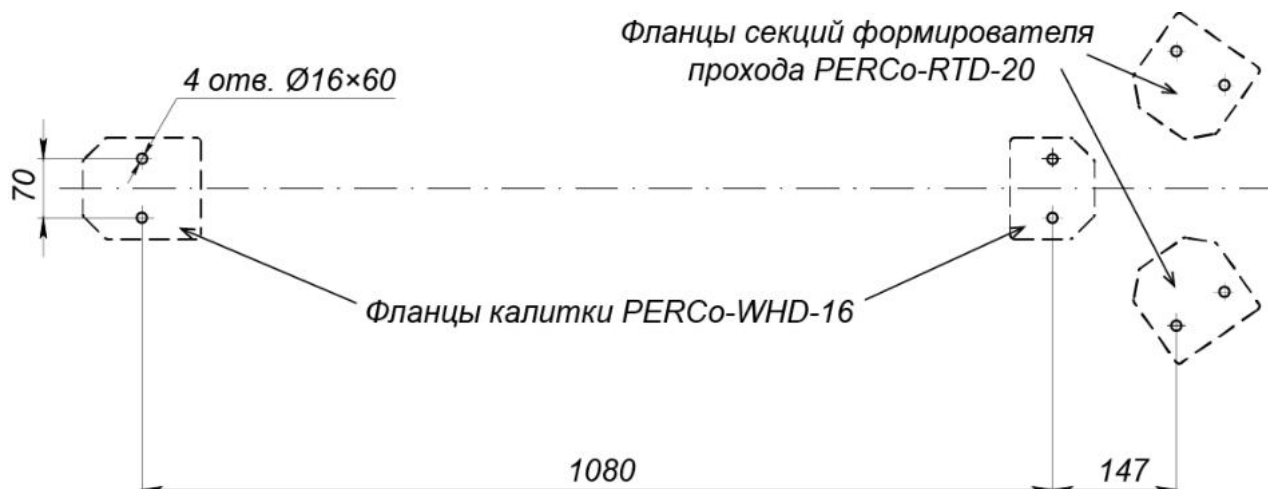 Фланцы секций формирователя
прохода PERCo-RTD-20
4 отв. Ø16×60
70
Фланцы калитки PERCo-WHD-16
1080
147